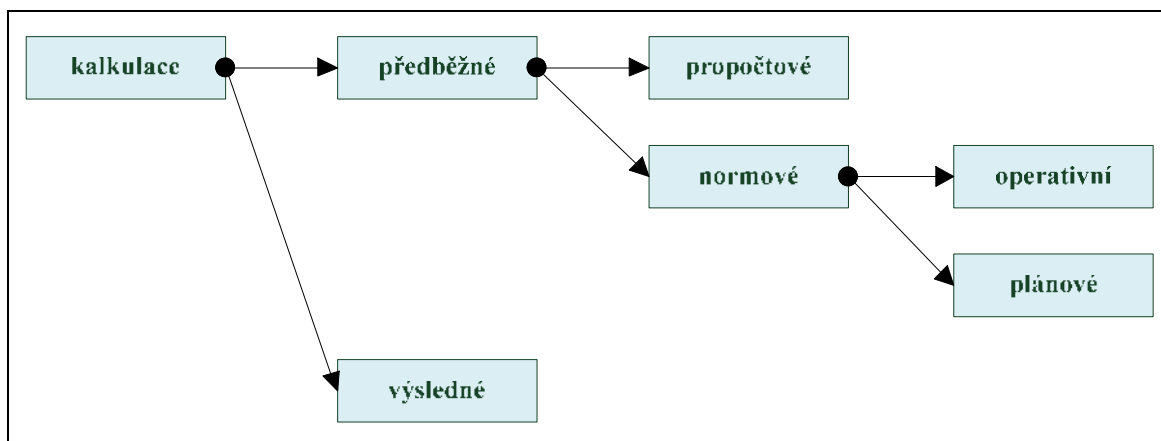 kalkulace
předběžné
propočtové
normové
operativní
plánové
výsledné